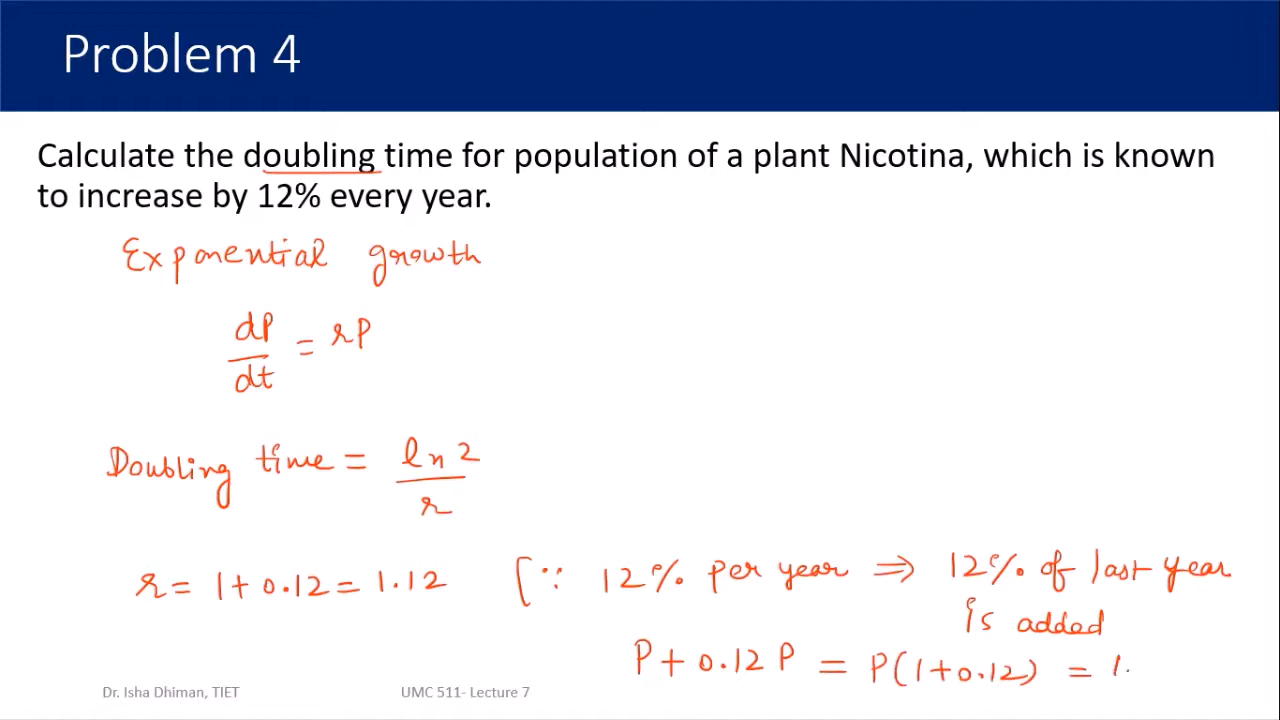 Problem 4
Calculate the doubling time for population of a plant Nicotina, which is known
to increase by 12% every year.
Exponential growth
dP/dt = rP
Doubling time = ln 2 / r
r = 1 + 0.12 = 1.12 [∵ 12% per year ⇒ 12% of last year
is added
P + 0.12 P = P(1+0.12) = 1.
Dr. Isha Dhiman, TIET UMC 511- Lecture 7